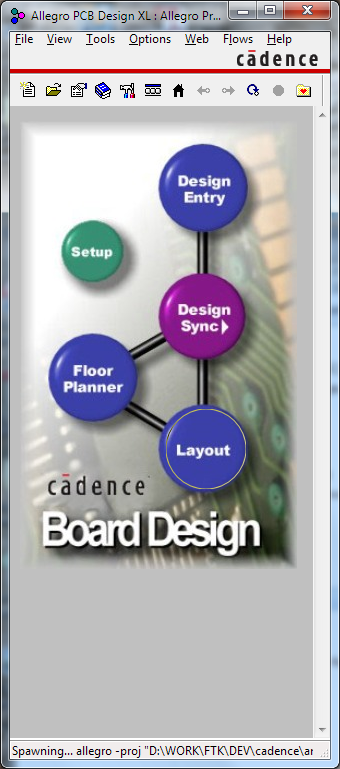 Allegro PCB Design XL : Allegro Pr...
File View Tools Options Web Flows Help
cādence
Design
Entry
Setup
Design
Sync
Floor
Planner
Layout
cādence
Board Design
Spawning... allegro -proj "D:\WORK\FTK\DEV\cadence\ar